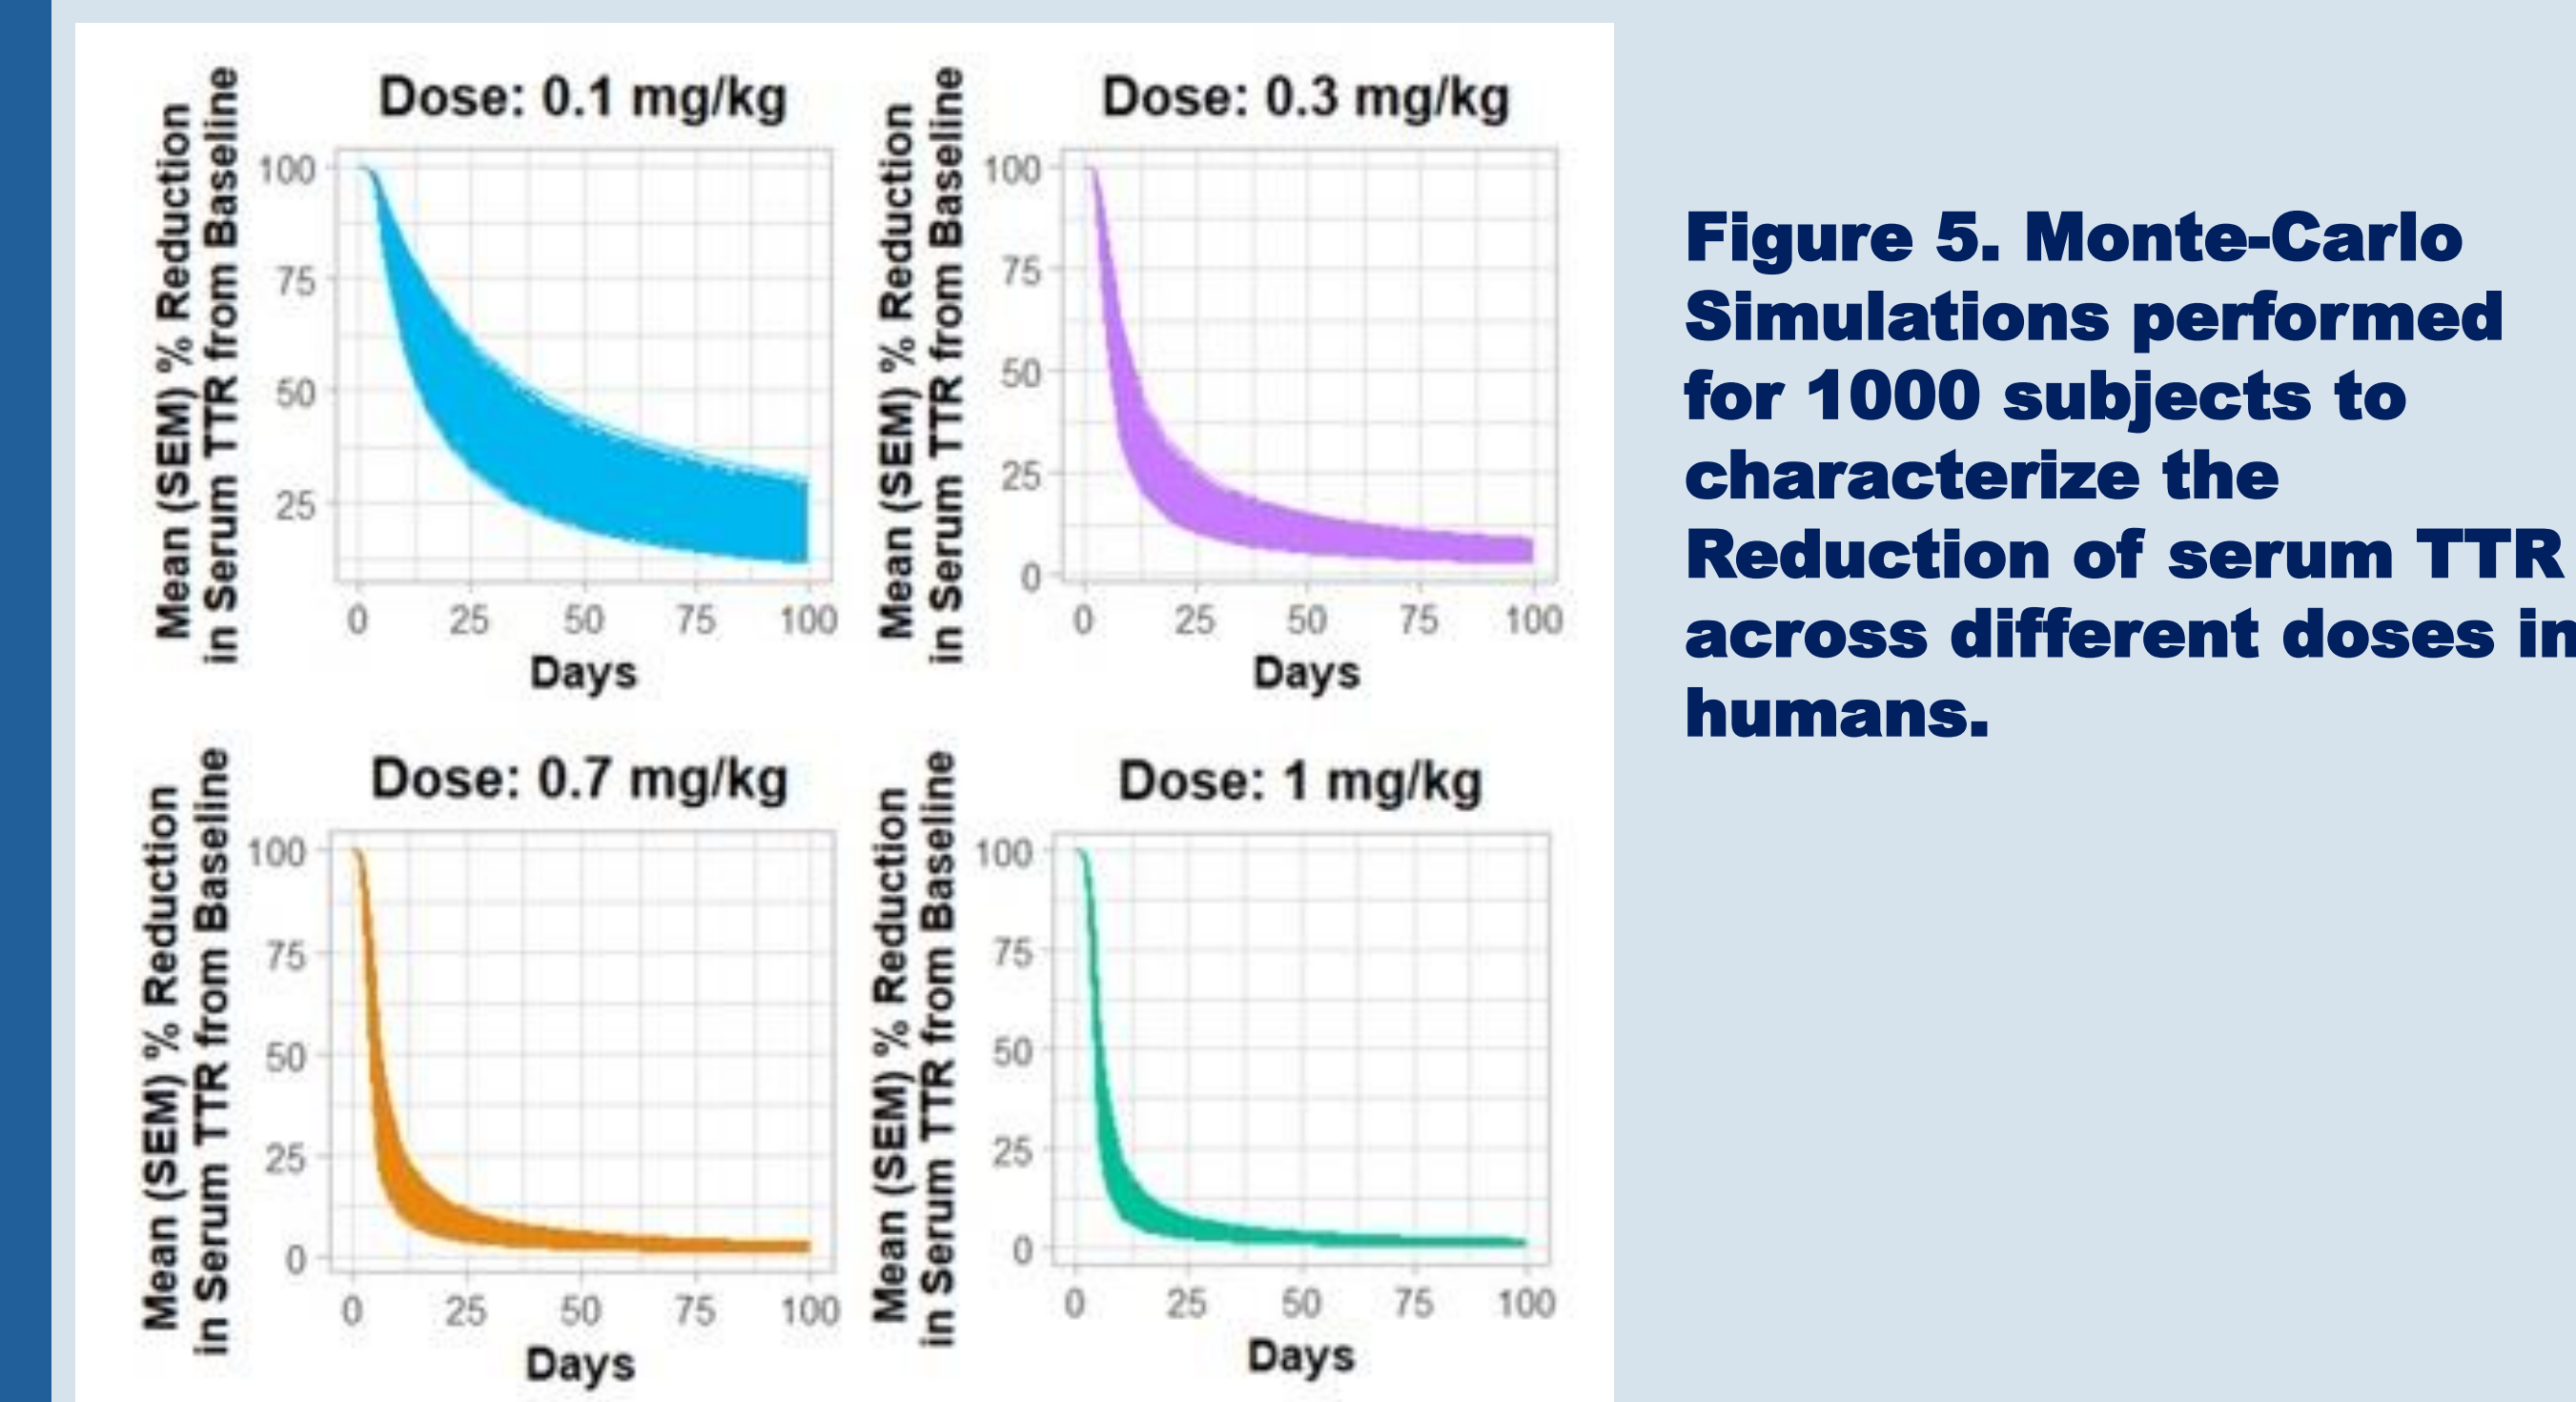 Dose: 0.1 mg/kg
Mean (SEM) % Reduction
in Serum TTR from Baseline
100
75
50
25
0 25 50 75 100
Days
Dose: 0.3 mg/kg
Mean (SEM) % Reduction
in Serum TTR from Baseline
100
75
50
25
0
0 25 50 75 100
Days
Dose: 0.7 mg/kg
Mean (SEM) % Reduction
in Serum TTR from Baseline
100
75
50
25
0
0 25 50 75 100
Days
Dose: 1 mg/kg
Mean (SEM) % Reduction
in Serum TTR from Baseline
100
75
50
25
0
0 25 50 75 100
Days
Figure 5. Monte-Carlo
Simulations performed
for 1000 subjects to
characterize the
Reduction of serum TTR
across different doses in
humans.